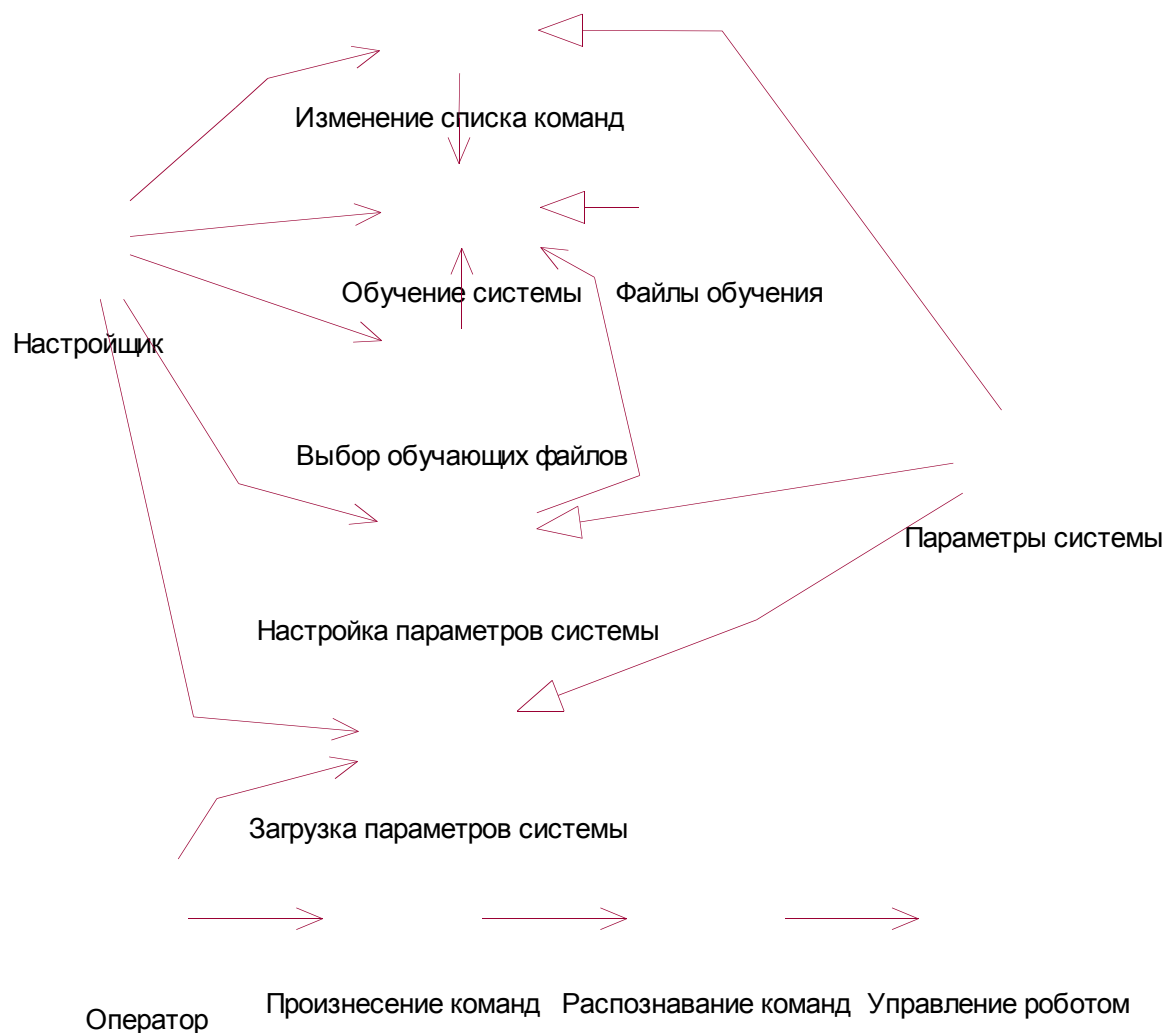 Изменение списка команд
Обучение системы
Файлы обучения
Настройщик
Выбор обучающих файлов
Параметры системы
Настройка параметров системы
Загрузка параметров системы
Произнесение команд
Распознавание команд
Управление роботом
Оператор